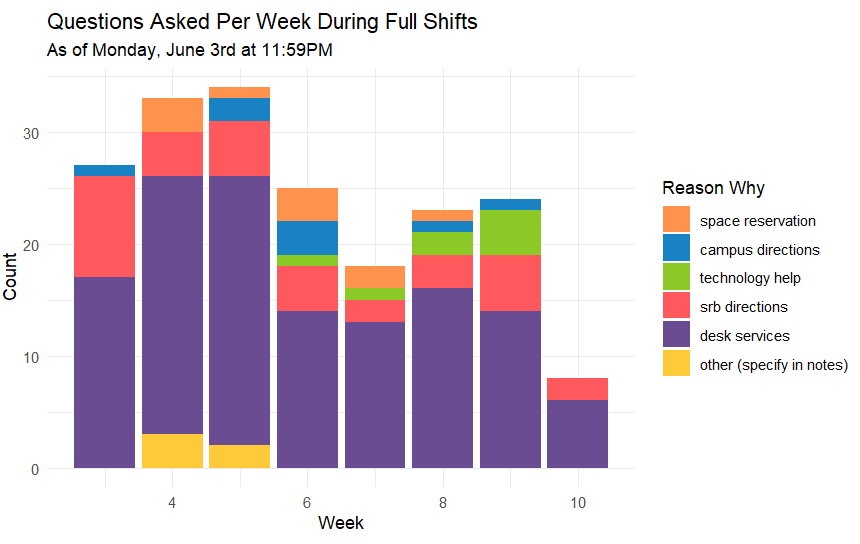 Questions Asked Per Week During Full Shifts
As of Monday, June 3rd at 11:59PM
Count
30
20
10
0
4
6
8
10
Week
Reason Why
space reservation
campus directions
technology help
srb directions
desk services
other (specify in notes)